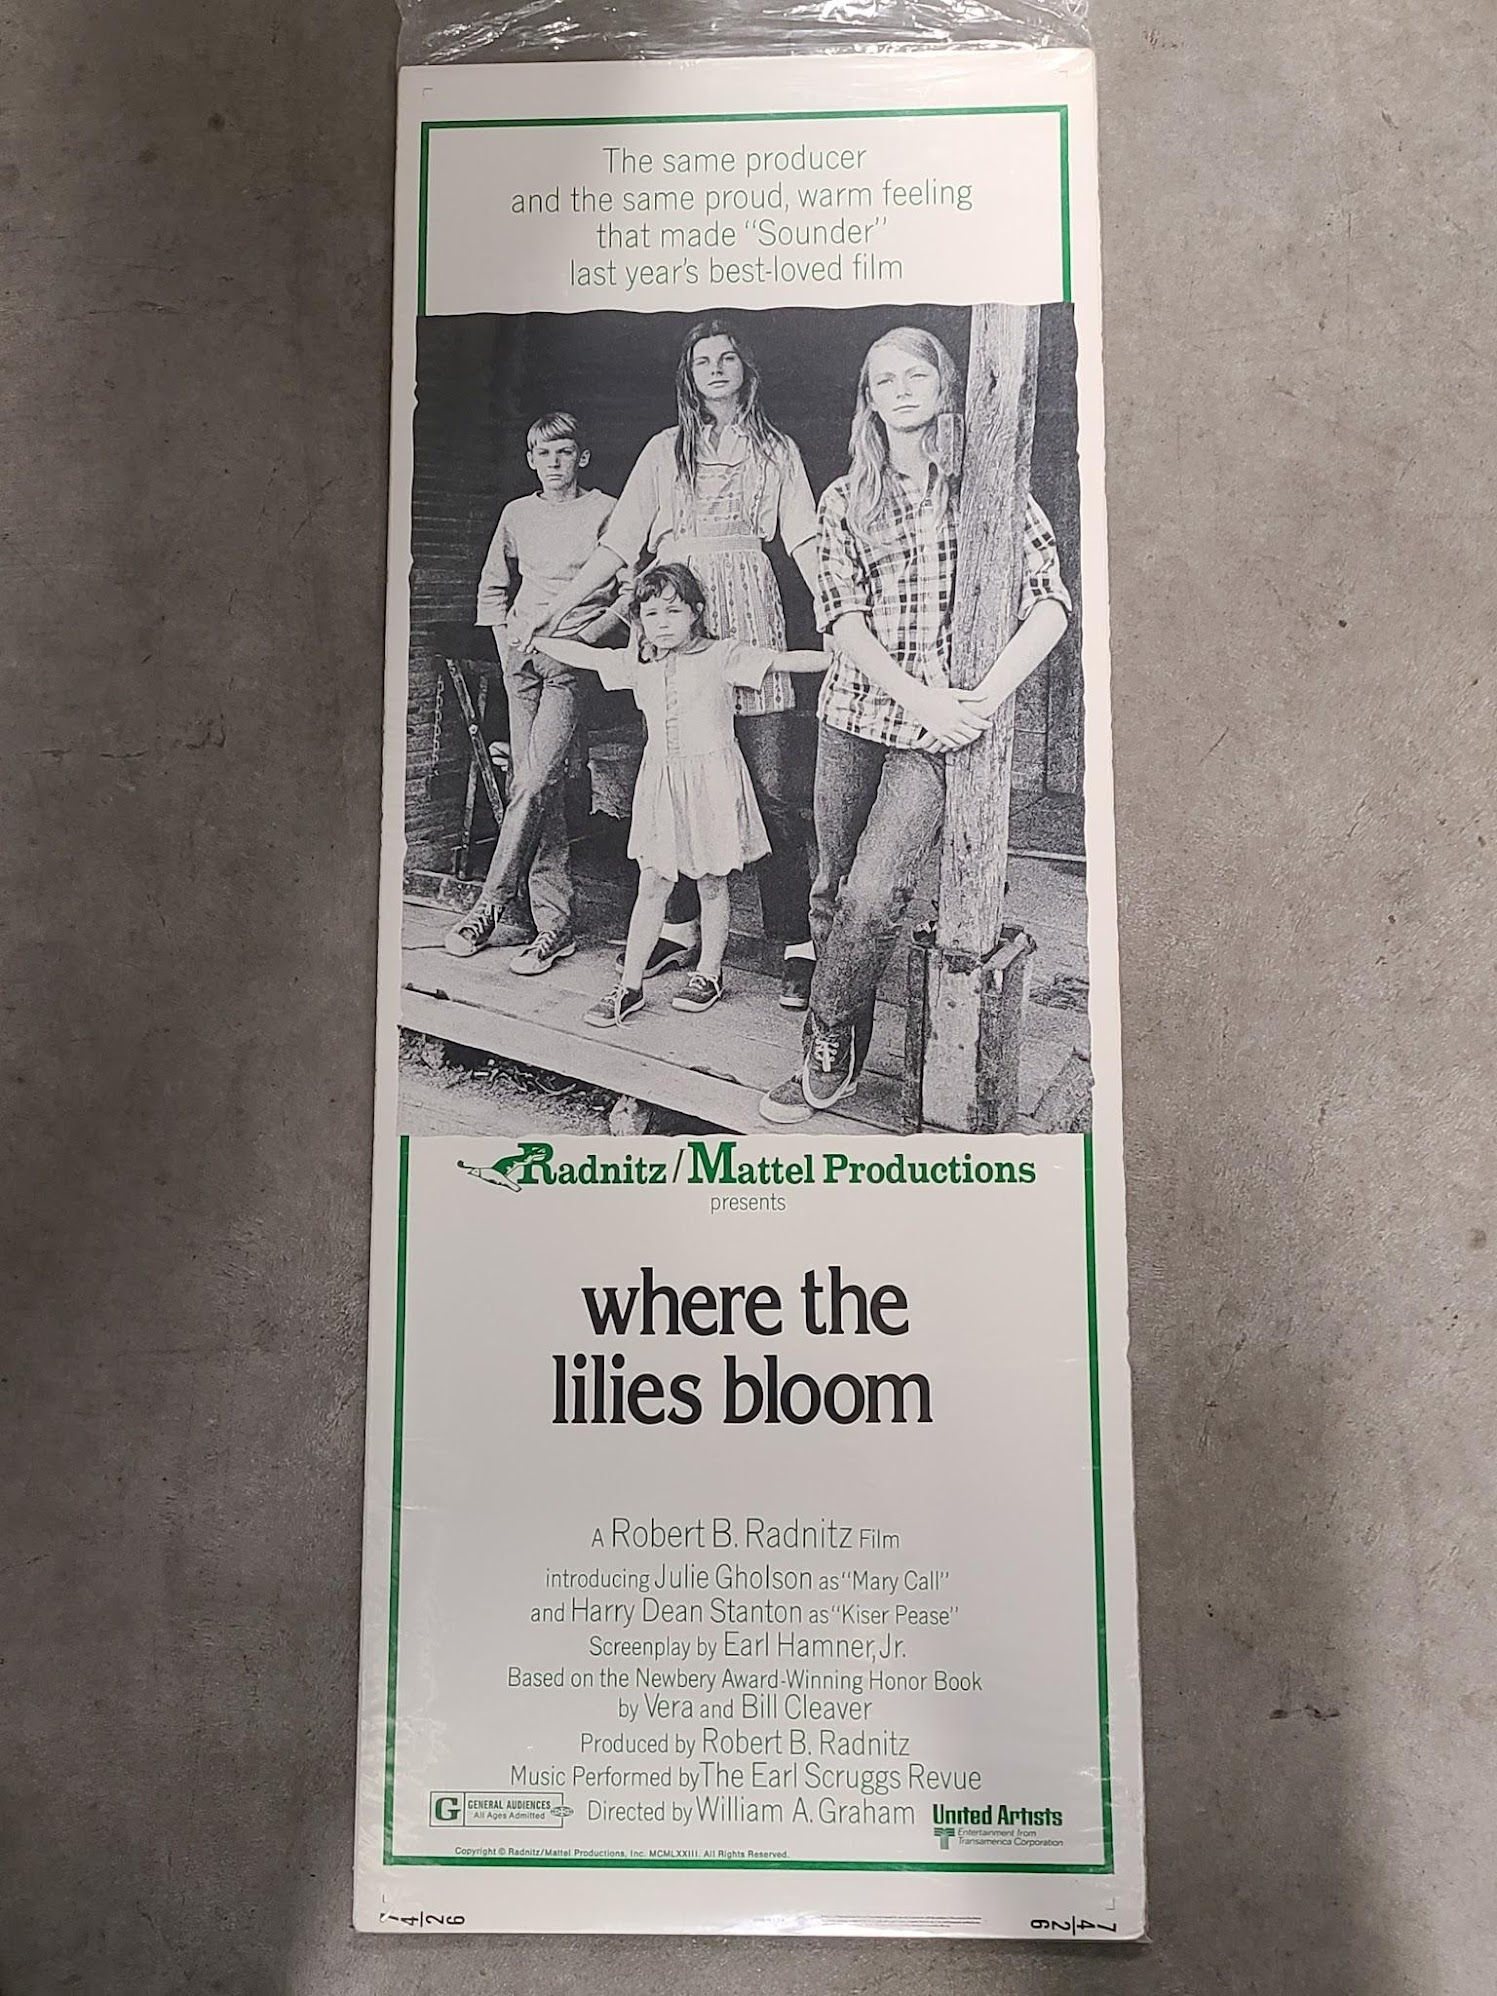 The same producer
and the same proud, warm feeling
that made "Sounder"
last year's best-loved film
Radnitz/Mattel Productions
presents
where the
lilies bloom
A Robert B. Radnitz Film
introducing Julie Gholson as "Mary Call"
and Harry Dean Stanton as "Kiser Pease"
Screenplay by Earl Hamner, Jr.
Based on the Newbery Award-Winning Honor Book
by Vera and Bill Cleaver
Produced by Robert B. Radnitz
Music Performed by The Earl Scruggs Revue
Directed by William A. Graham
G GENERAL AUDIENCES
All Ages Admitted
United Artists
Entertainment from
Transamerica Corporation
Copyright © Radnitz/Mattel Productions, Inc. MCMLXXIII. All Rights Reserved.
74/26
74/26